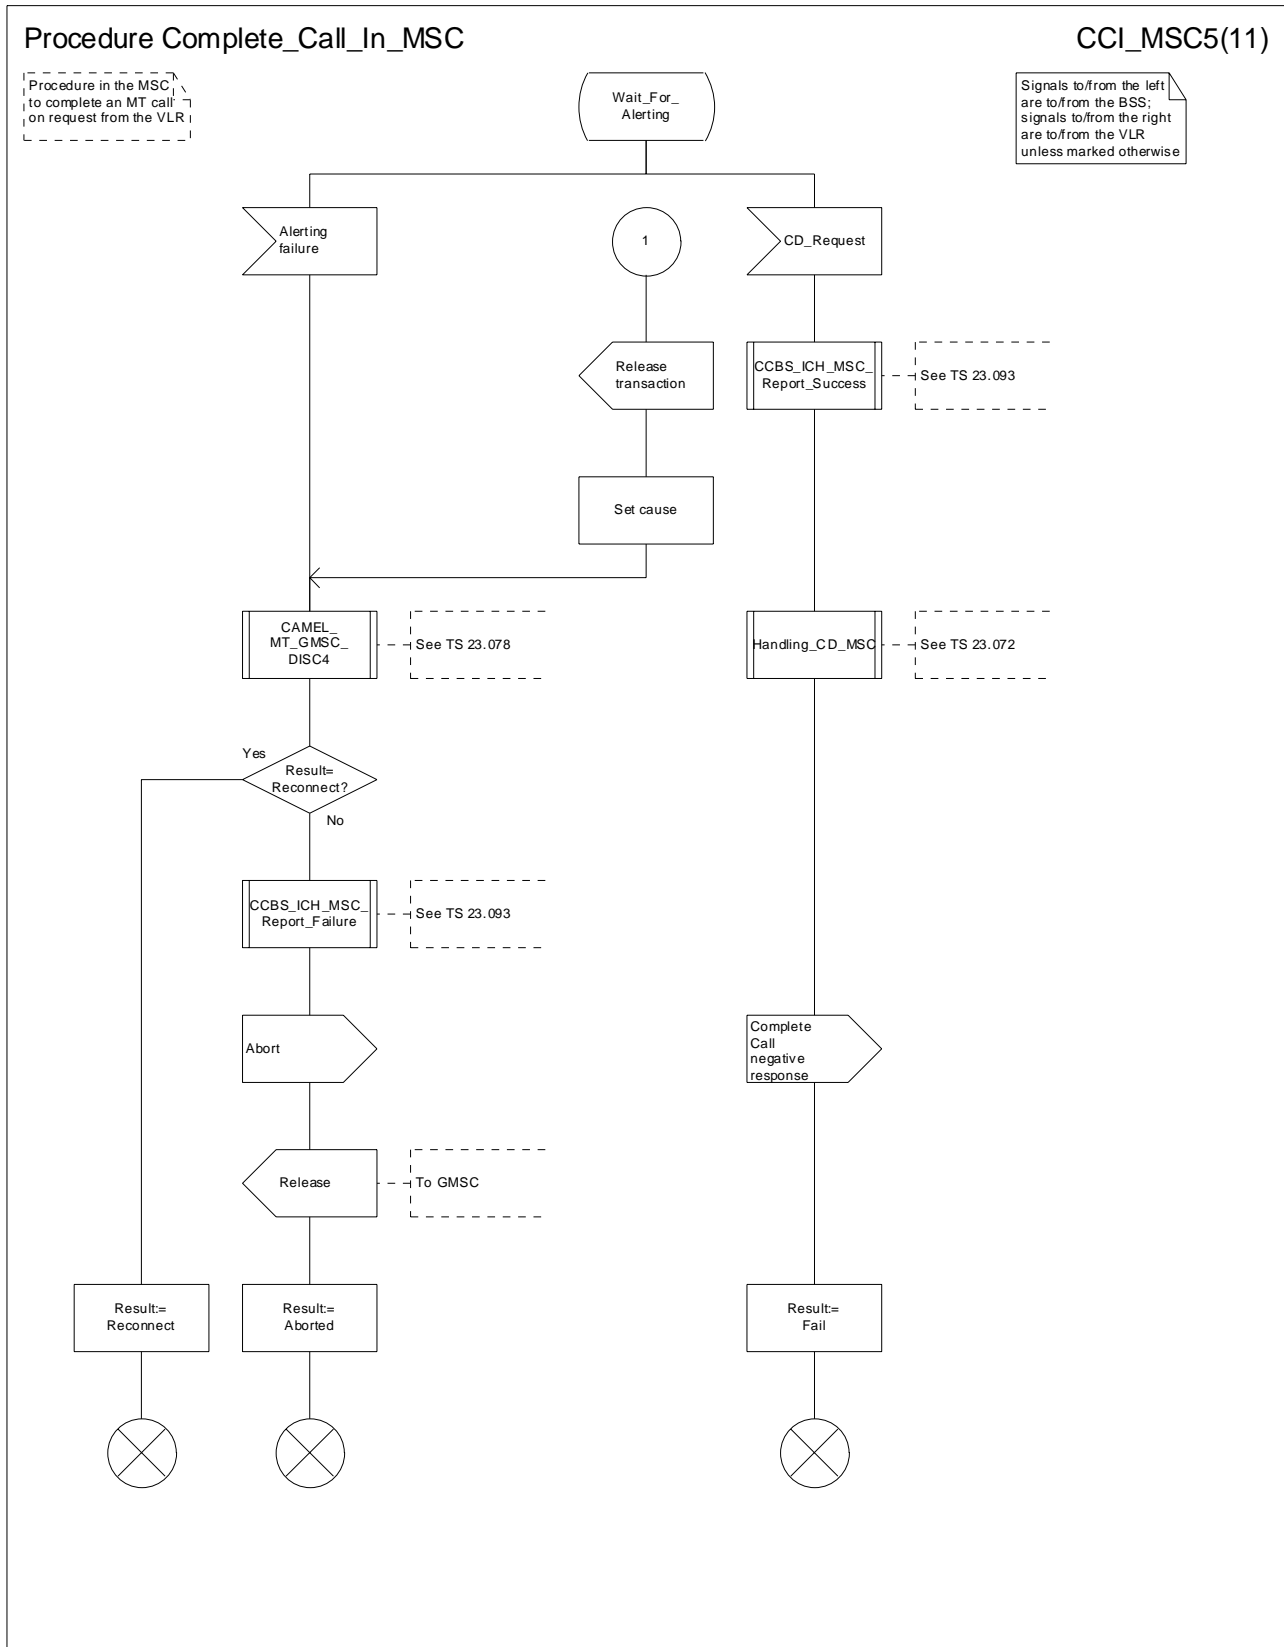 Procedure Complete_Call_In_MSC
CCI_MSC5(11)
Procedure in the MSC
to complete an MT call
on request from the VLR
Wait_For_
Alerting
Signals to/from the left
are to/from the BSS;
signals to/from the right
are to/from the VLR
unless marked otherwise
Alerting
failure
1
CD_Request
Release
transaction
CCBS_ICH_MSC_
Report_Success
See TS 23.093
Set cause
CAMEL_
MT_GMSC_
DISC4
See TS 23.078
Handling_CD_MSC
See TS 23.072
Yes
Result=
Reconnect?
No
CCBS_ICH_MSC_
Report_Failure
See TS 23.093
Abort
Complete
Call
negative
response
Release
To GMSC
Result:=
Reconnect
Result:=
Aborted
Result:=
Fail